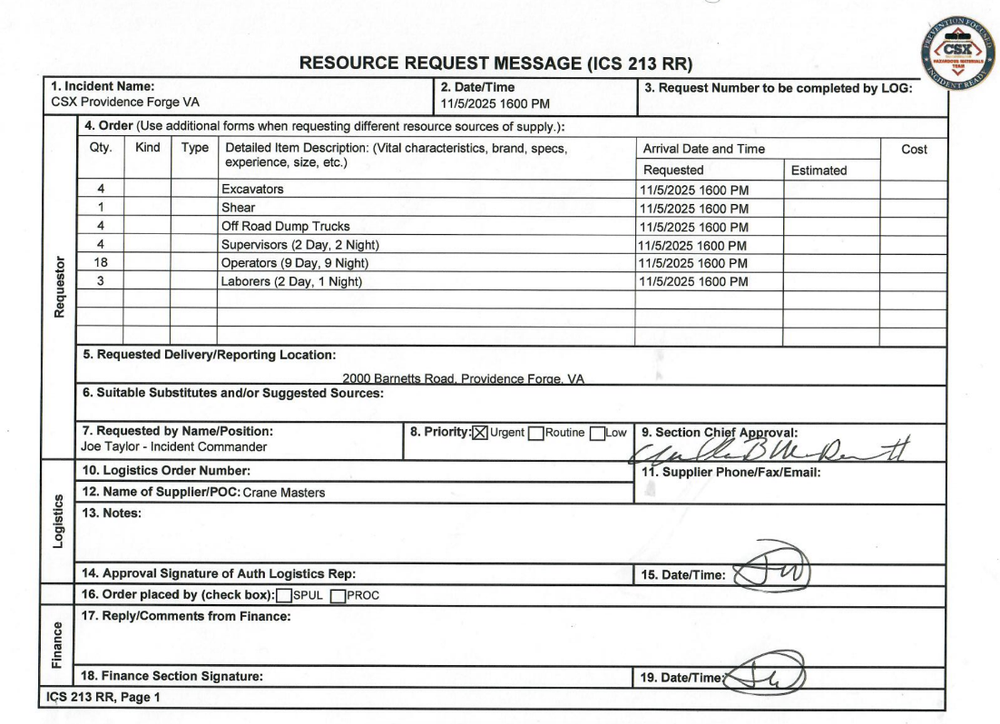 PREVENTION FOCUSED
CSX
HAZARDOUS MATERIALS
TEAM
INCIDENT READY
RESOURCE REQUEST MESSAGE (ICS 213 RR)
1. Incident Name:
CSX Providence Forge VA
2. Date/Time
11/5/2025 1600 PM
3. Request Number to be completed by LOG:
Requestor
4. Order (Use additional forms when requesting different resource sources of supply.):
Qty. Kind Type Detailed Item Description: (Vital characteristics, brand, specs, experience, size, etc.) Arrival Date and Time Cost
Requested Estimated
4 Excavators 11/5/2025 1600 PM
1 Shear 11/5/2025 1600 PM
4 Off Road Dump Trucks 11/5/2025 1600 PM
4 Supervisors (2 Day, 2 Night) 11/5/2025 1600 PM
18 Operators (9 Day, 9 Night) 11/5/2025 1600 PM
3 Laborers (2 Day, 1 Night) 11/5/2025 1600 PM
5. Requested Delivery/Reporting Location:
2000 Barnetts Road, Providence Forge, VA
6. Suitable Substitutes and/or Suggested Sources:
7. Requested by Name/Position:
Joe Taylor - Incident Commander
8. Priority: Urgent Routine Low
9. Section Chief Approval:
Logistics
10. Logistics Order Number:
11. Supplier Phone/Fax/Email:
12. Name of Supplier/POC: Crane Masters
13. Notes:
14. Approval Signature of Auth Logistics Rep:
15. Date/Time:
16. Order placed by (check box): SPUL PROC
Finance
17. Reply/Comments from Finance:
18. Finance Section Signature:
19. Date/Time:
ICS 213 RR, Page 1